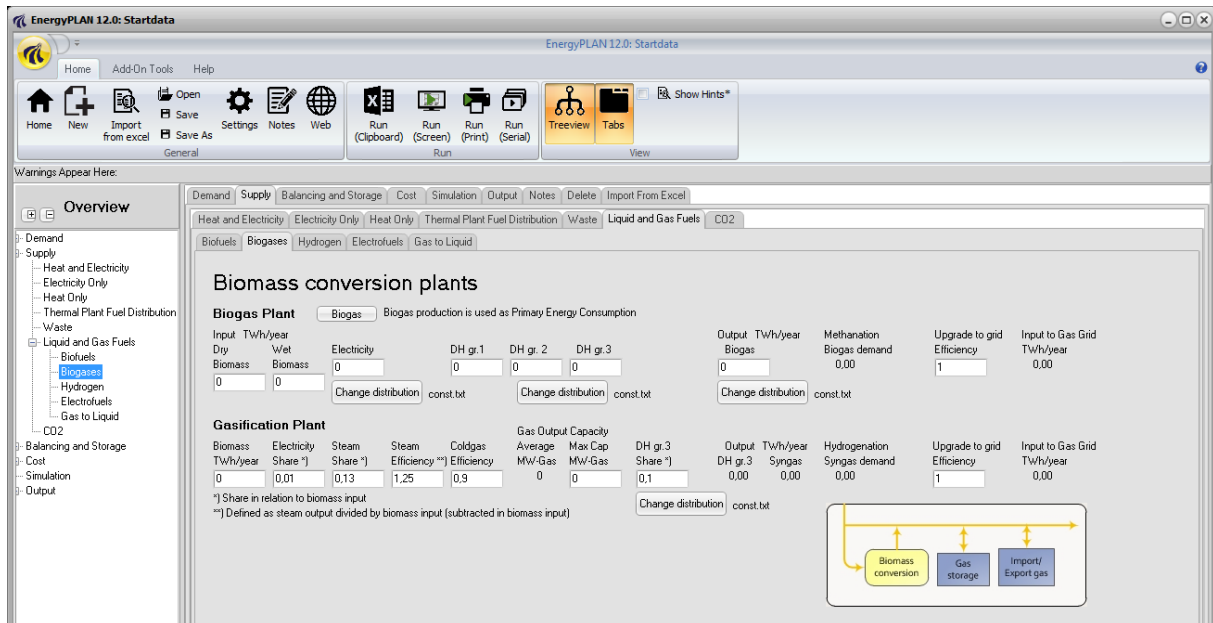 EnergyPLAN 12.0: Startdata
EnergyPLAN 12.0: Startdata
Home Add-On Tools Help
Home New Import from excel Open Save Save As Settings Notes Web
General
Run (Clipboard) Run (Screen) Run (Print) Run (Serial)
Run
Treeview Tabs Show Hints*
View
Warnings Appear Here:
Overview
Demand
Supply
Heat and Electricity
Electricity Only
Heat Only
Thermal Plant Fuel Distribution
Waste
Liquid and Gas Fuels
Biofuels
Biogases
Hydrogen
Electrofuels
Gas to Liquid
CO2
Balancing and Storage
Cost
Simulation
Output
Demand Supply Balancing and Storage Cost Simulation Output Notes Delete Import From Excel
Heat and Electricity Electricity Only Heat Only Thermal Plant Fuel Distribution Waste Liquid and Gas Fuels CO2
Biofuels Biogases Hydrogen Electrofuels Gas to Liquid
Biomass conversion plants
Biogas Plant Biogas Biogas production is used as Primary Energy Consumption
Input TWh/year Output TWh/year Methanation Upgrade to grid Input to Gas Grid
Dry Wet Electricity DH gr.1 DH gr. 2 DH gr.3 Biogas Biogas demand Efficiency TWh/year
Biomass Biomass 0 0 0 0 0 0,00 1 0,00
0 0 Change distribution const.txt Change distribution const.txt Change distribution const.txt
Gasification Plant Gas Output Capacity
Biomass Electricity Steam Steam Coldgas Average Max Cap DH gr.3 Output TWh/year Hydrogenation Upgrade to grid Input to Gas Grid
TWh/year Share *) Share *) Efficiency **) Efficiency MW-Gas MW-Gas Share *) DH gr.3 Syngas Syngas demand Efficiency TWh/year
0 0,01 0,13 1,25 0,9 0 0 0,1 0,00 0,00 0,00 1 0,00
*) Share in relation to biomass input
**) Defined as steam output divided by biomass input (subtracted in biomass input)
Change distribution const.txt
Biomass conversion
Gas storage
Import/ Export gas